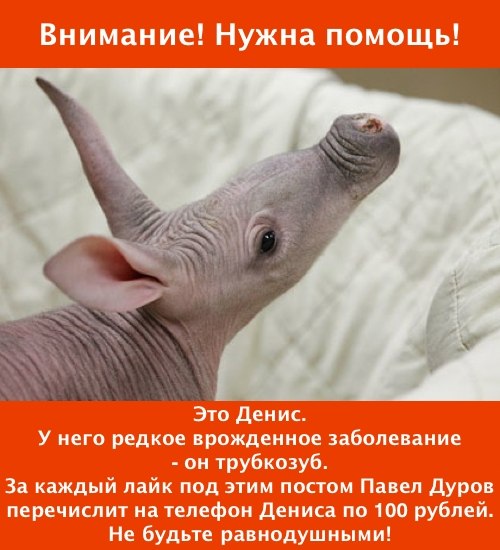 Внимание! Нужна помощь!
Это Денис.
У него редкое врожденное заболевание
- он трубкозуб.
За каждый лайк под этим постом Павел Дуров
перечислит на телефон Дениса по 100 рублей.
Не будьте равнодушными!